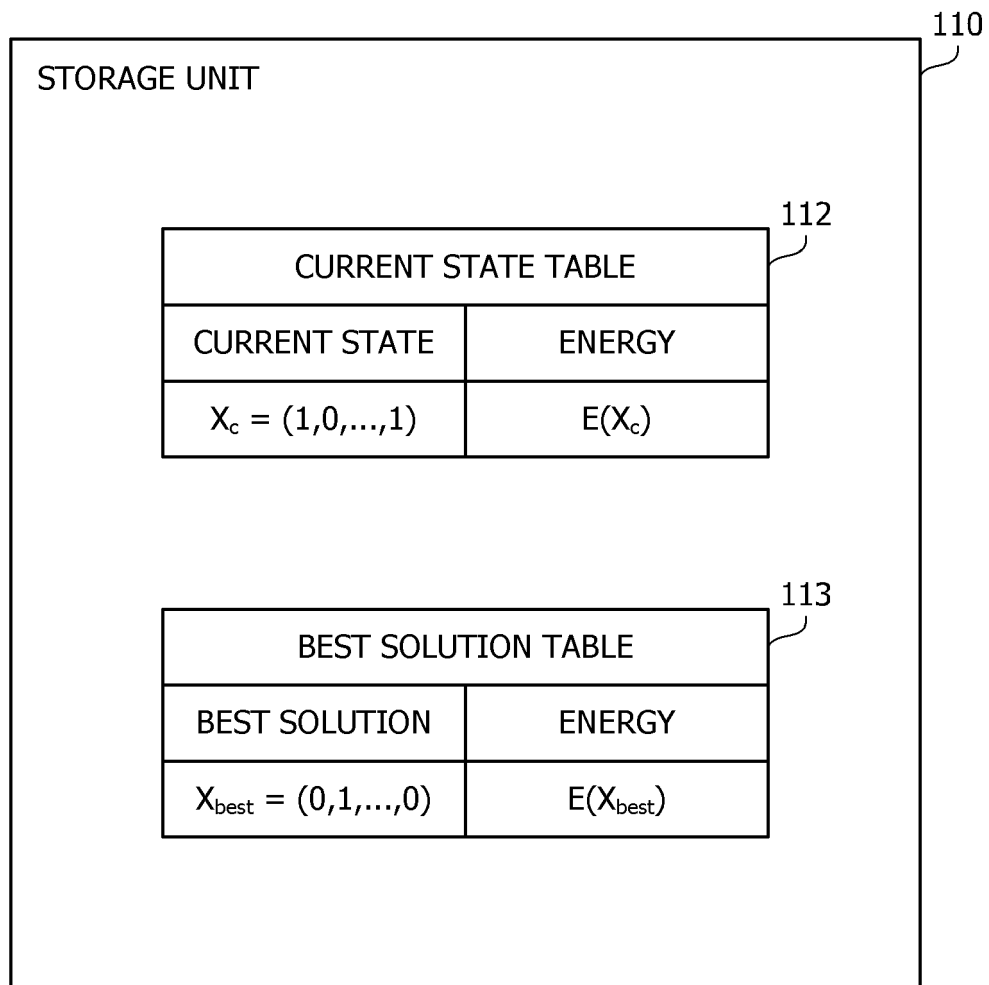 110
STORAGE UNIT
112
CURRENT STATE TABLE
CURRENT STATE ENERGY
X_c = (1,0,...,1) E(X_c)
113
BEST SOLUTION TABLE
BEST SOLUTION ENERGY
X_best = (0,1,...,0) E(X_best)